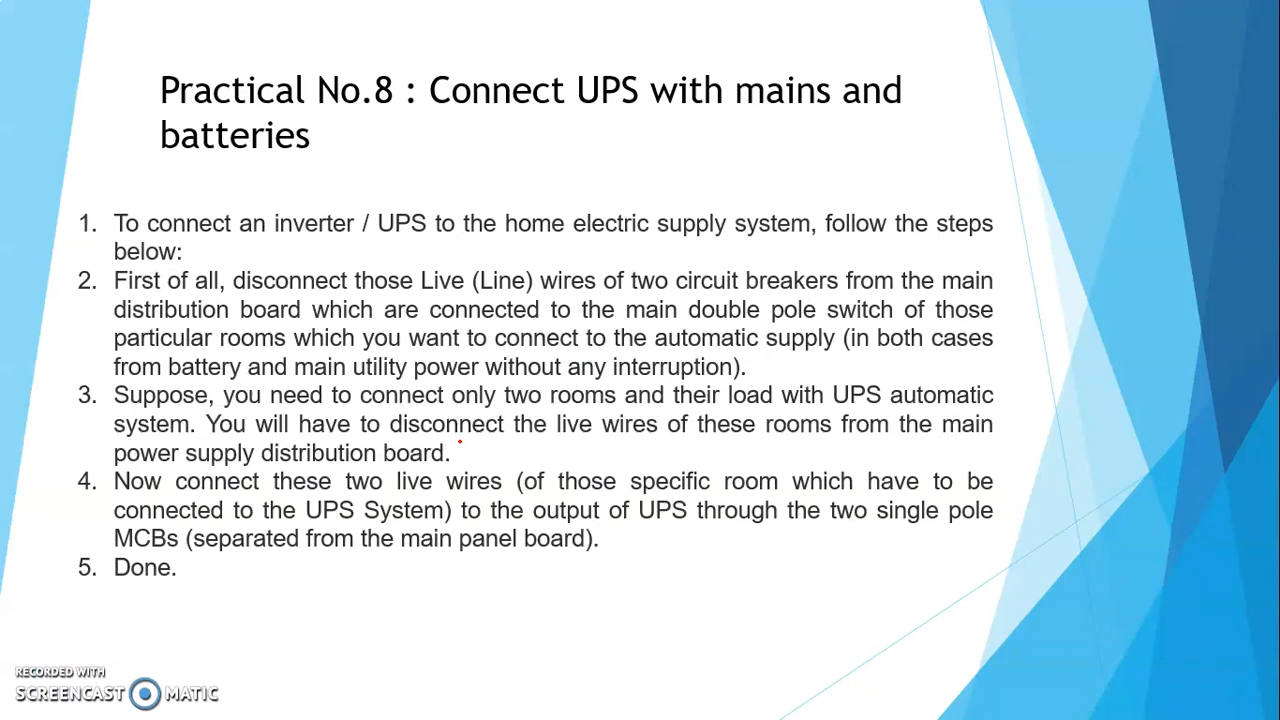 Practical No.8 : Connect UPS with mains and
batteries
1. To connect an inverter / UPS to the home electric supply system, follow the steps
below:
2. First of all, disconnect those Live (Line) wires of two circuit breakers from the main
distribution board which are connected to the main double pole switch of those
particular rooms which you want to connect to the automatic supply (in both cases
from battery and main utility power without any interruption).
3. Suppose, you need to connect only two rooms and their load with UPS automatic
system. You will have to disconnect the live wires of these rooms from the main
power supply distribution board.
4. Now connect these two live wires (of those specific room which have to be
connected to the UPS System) to the output of UPS through the two single pole
MCBs (separated from the main panel board).
5. Done.
RECORDED WITH
SCREENCAST MATIC